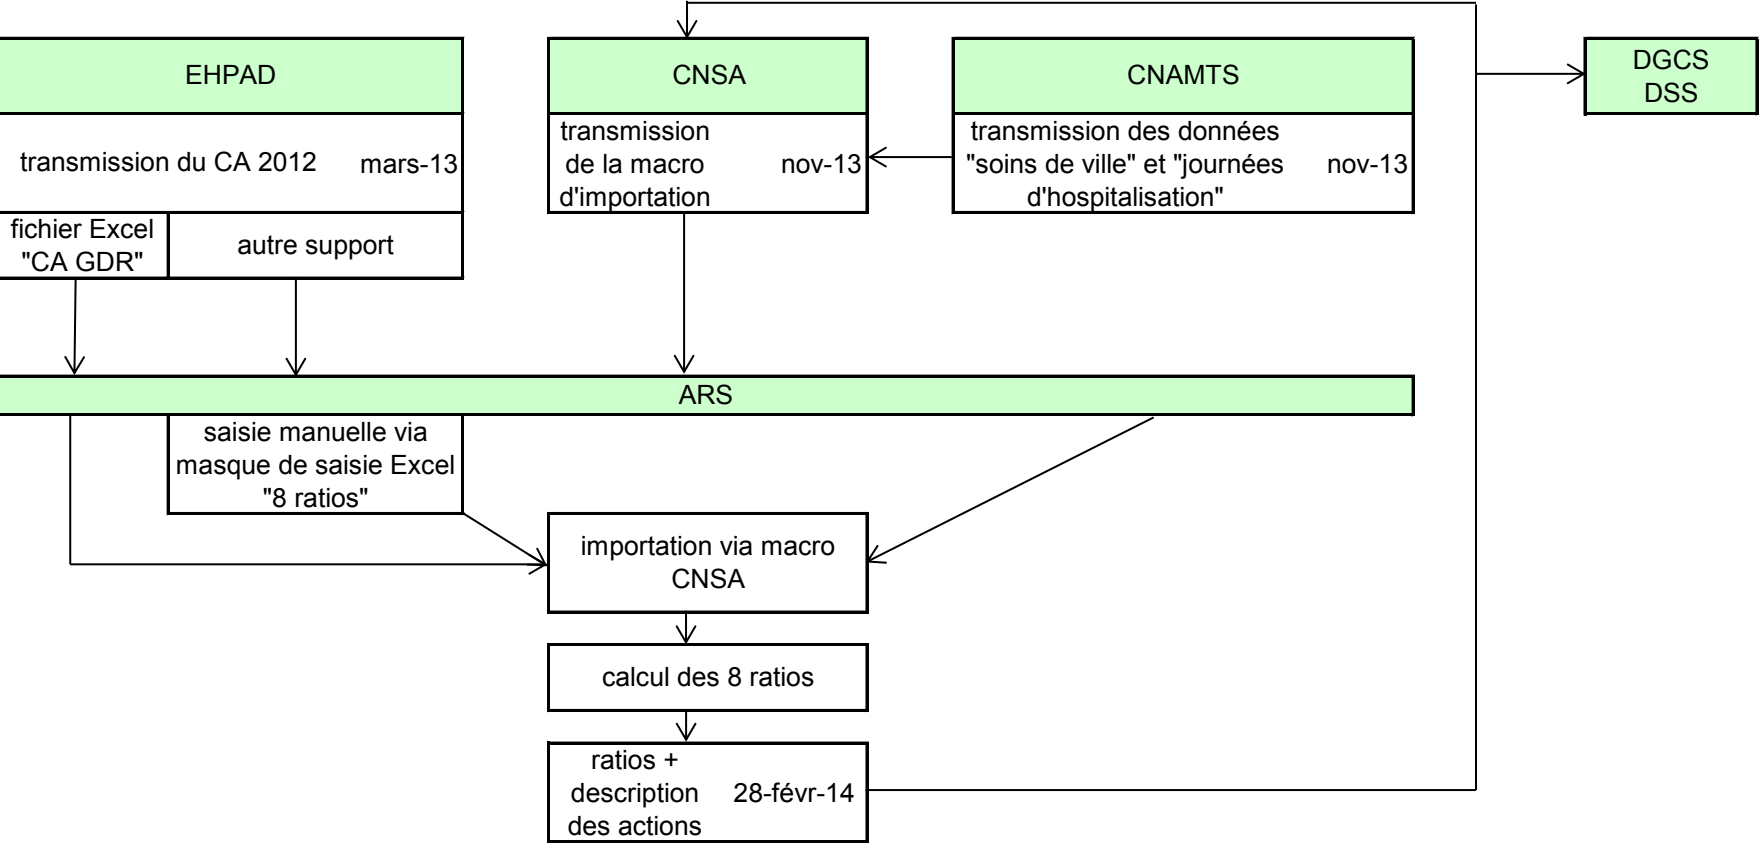 EHPAD
transmission du CA 2012
mars-13
fichier Excel
"CA GDR"
autre support
CNSA
transmission
de la macro
d'importation
nov-13
CNAMTS
transmission des données
"soins de ville" et "journées
d'hospitalisation"
nov-13
DGCS
DSS
ARS
saisie manuelle via
masque de saisie Excel
"8 ratios"
importation via macro
CNSA
calcul des 8 ratios
ratios +
description
des actions
28-févr-14